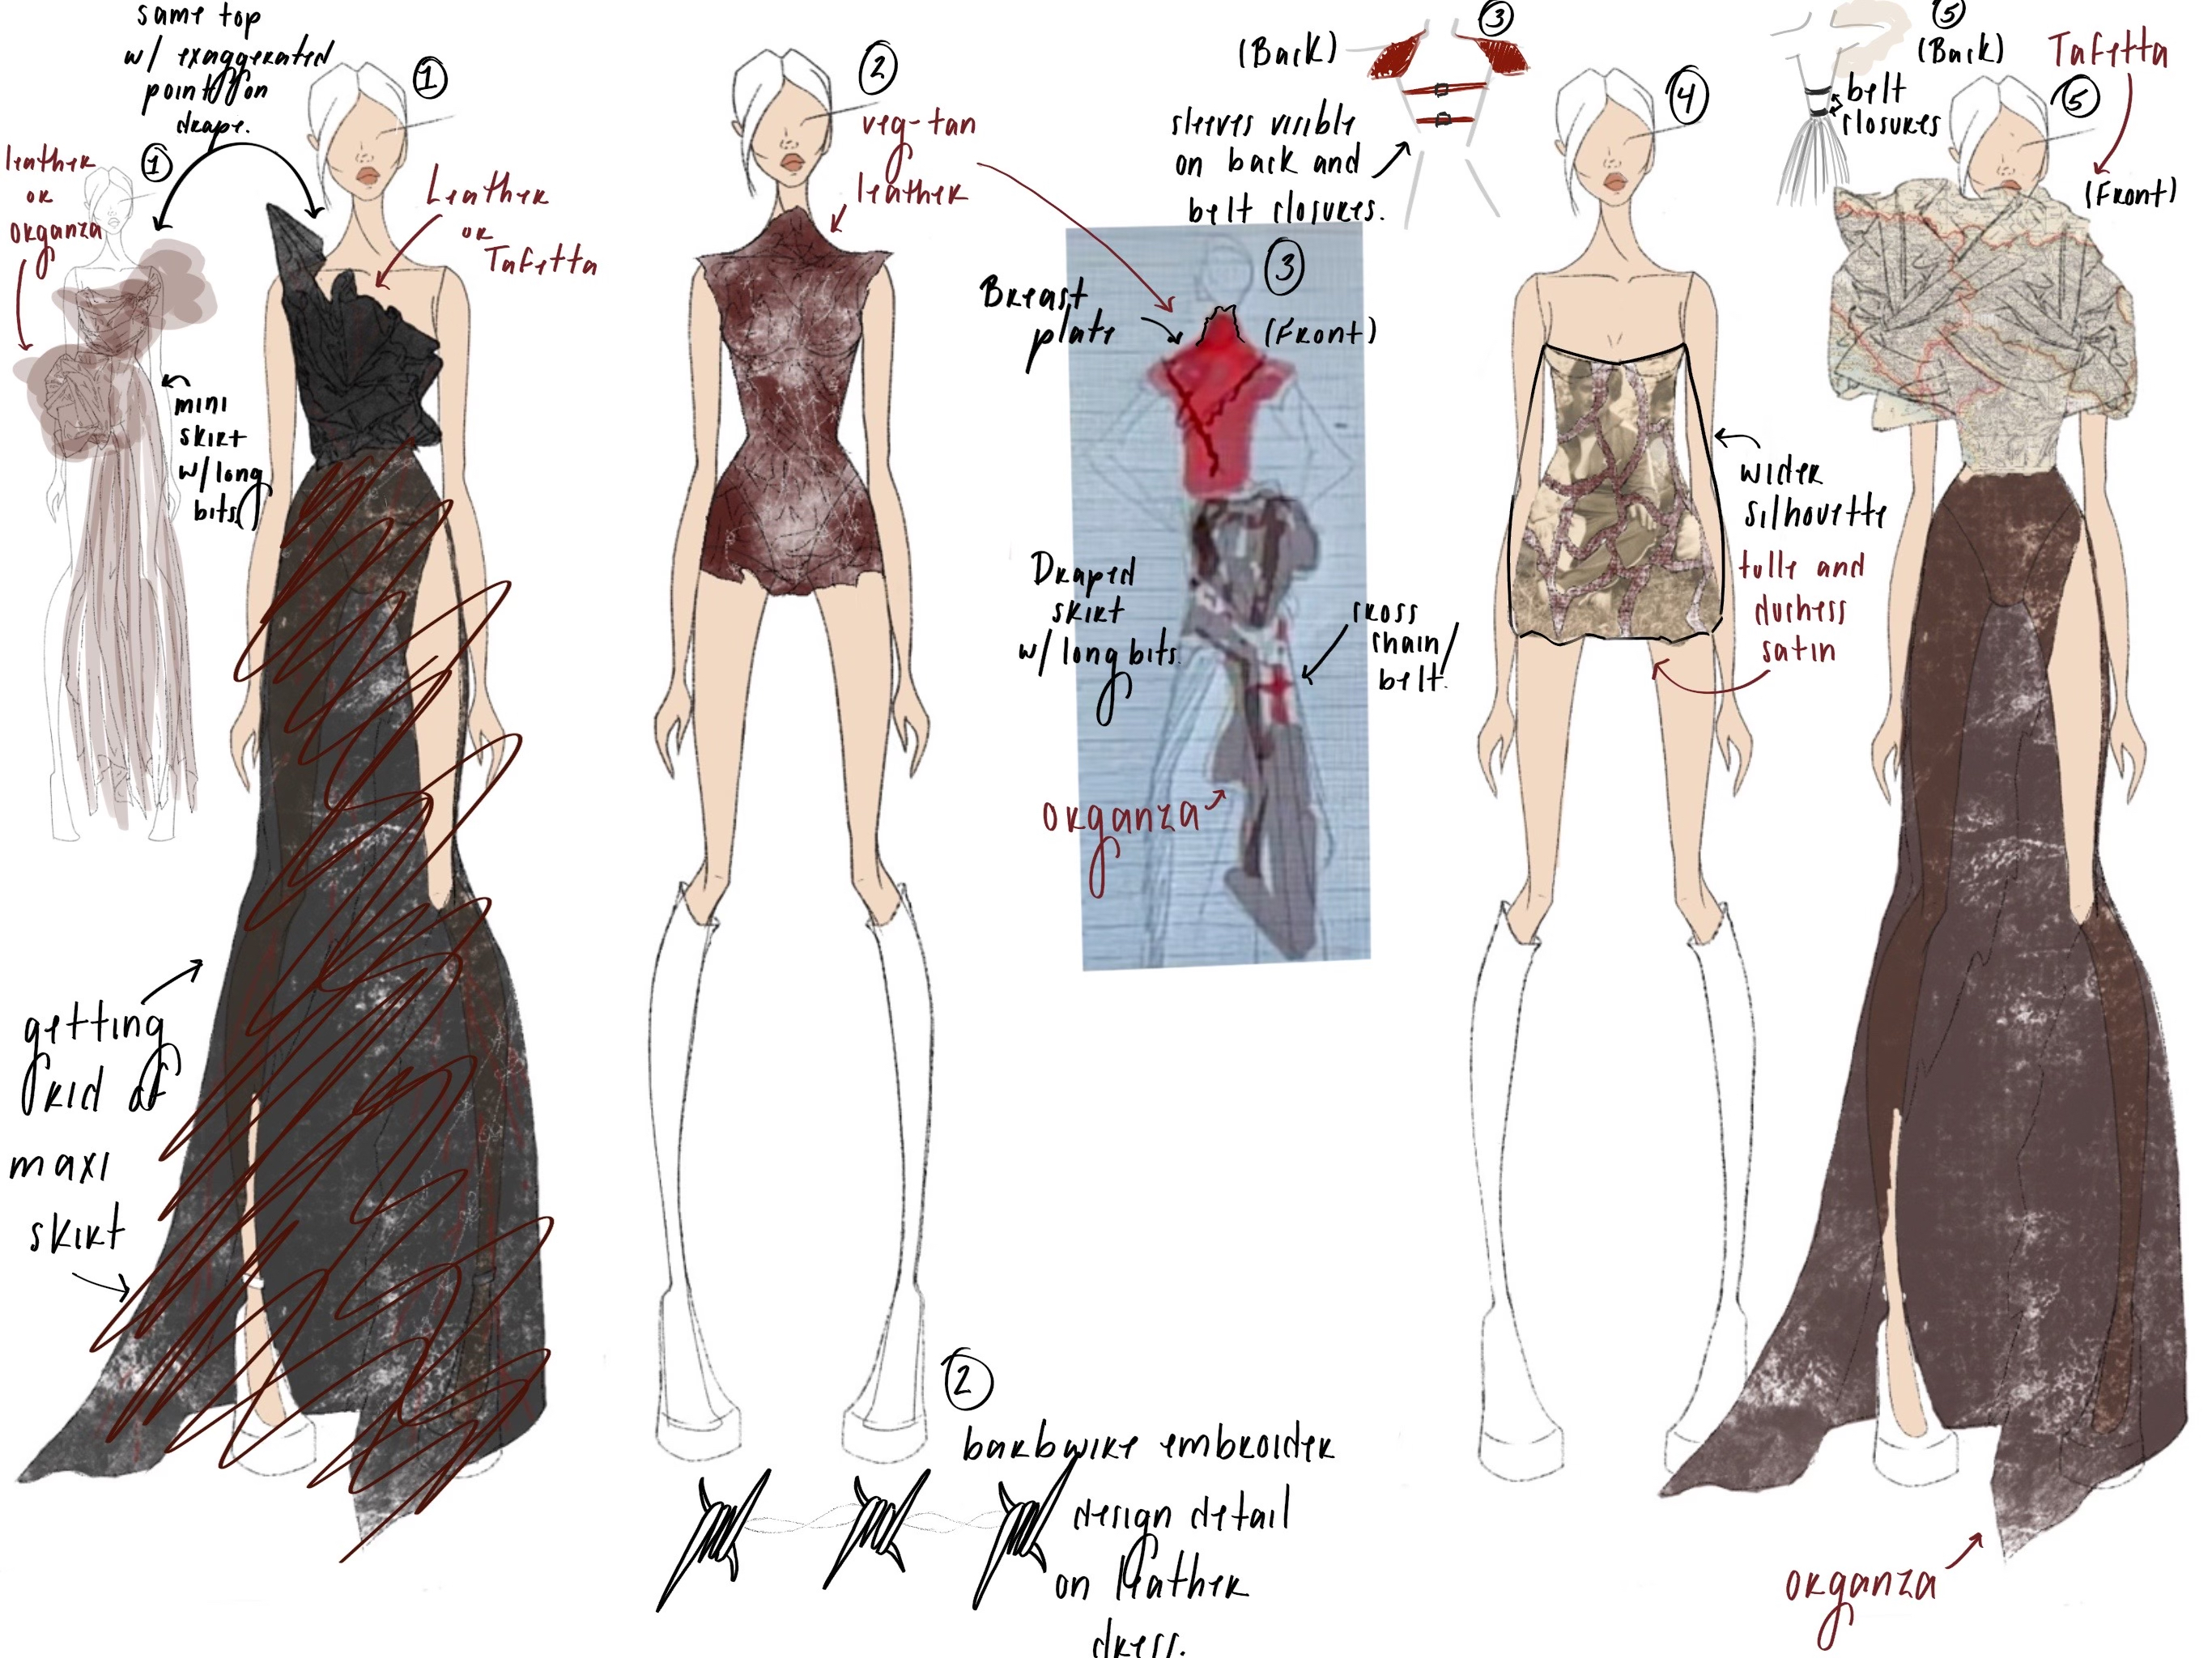 same top
w/ exaggerated
point on
drape.
1
1
leather
or
organza
Leather
or
Tafetta
mini
skirt
w/long
bits
getting
rid of
maxi
skirt
2
veg-tan
leather
2
barbwire embroider
design detail
on leather
dress.
3
(Back)
sleeves visible
on back and
belt closures.
3
(Front)
Breast
plate
Draped
skirt
w/ long bits.
cross
chain/
belt.
organza
4
wider
silhouette
tulle and
duchess
satin
5
(Back)
belt
closures
Tafetta
5
(Front)
organza